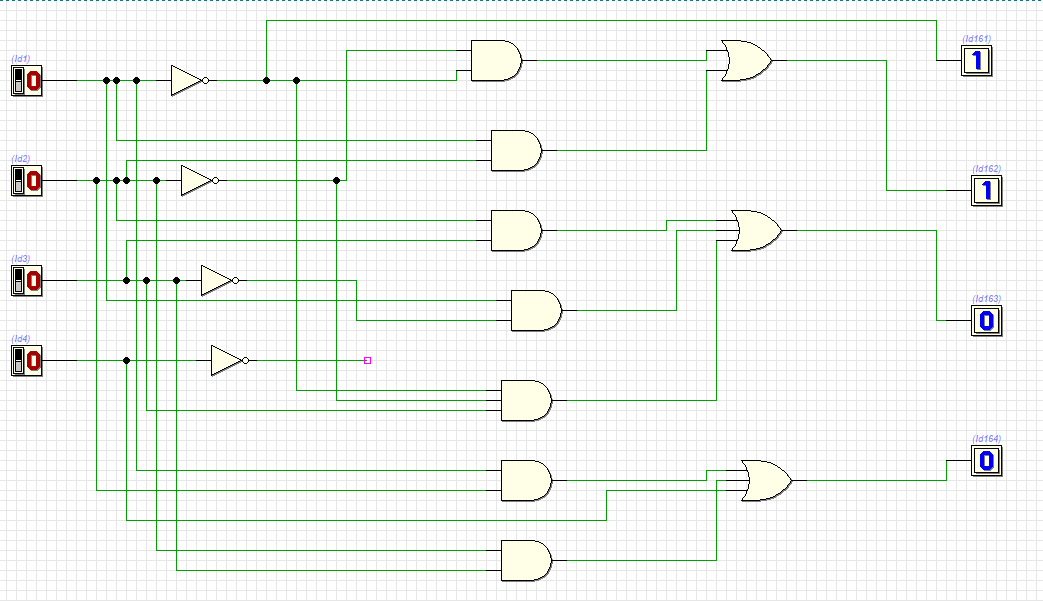 (Id1)
0
(Id2)
0
(Id3)
0
(Id4)
0
(Id161)
1
(Id162)
1
(Id163)
0
(Id164)
0